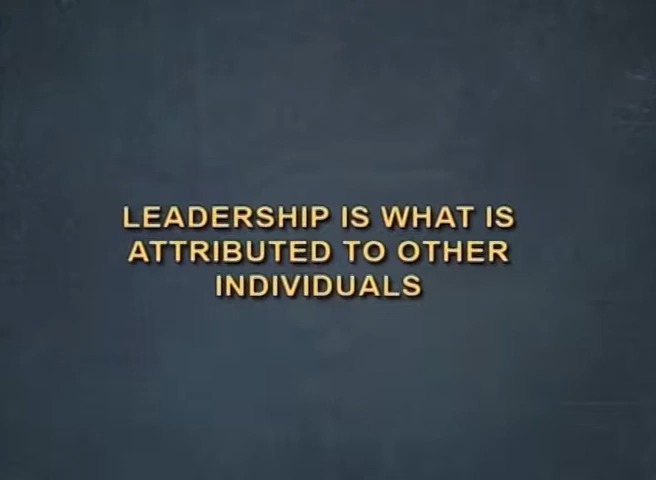 LEADERSHIP IS WHAT IS
ATTRIBUTED TO OTHER
INDIVIDUALS